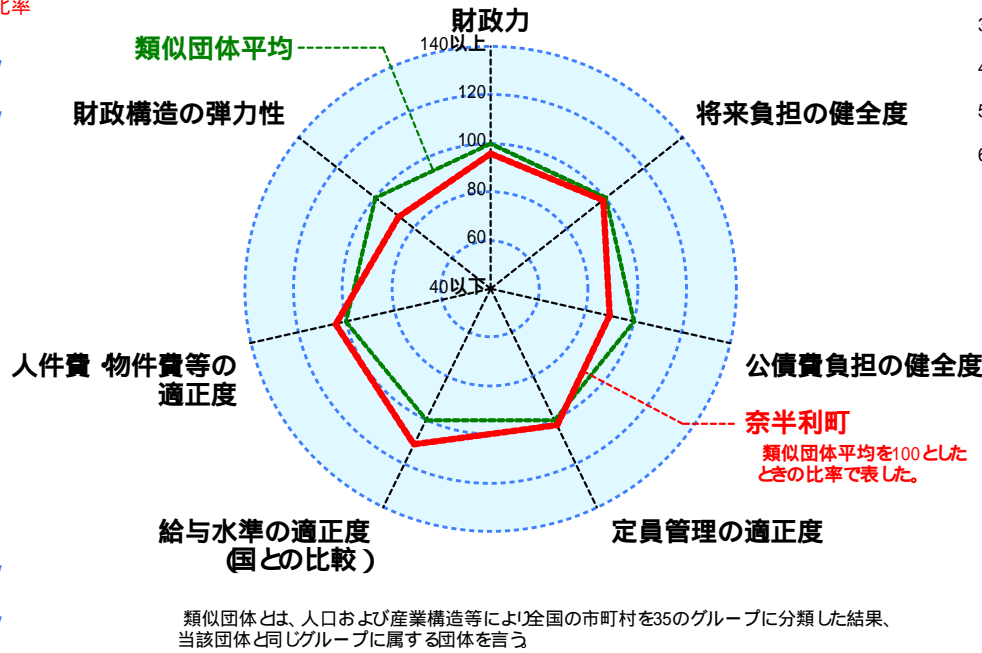 比率
財政力
類似団体平均
140以上
3
4
120
財政構造の弾力性
将来負担の健全度
5
100
6
80
60
40以下
人件費・物件費等の
適正度
公債費負担の健全度
奈半利町
類似団体平均を100とした
ときの比率で表した。
給与水準の適正度
(国との比較)
定員管理の適正度
類似団体とは、人口および産業構造等により全国の市町村を35のグループに分類した結果、
当該団体と同じグループに属する団体を言う。